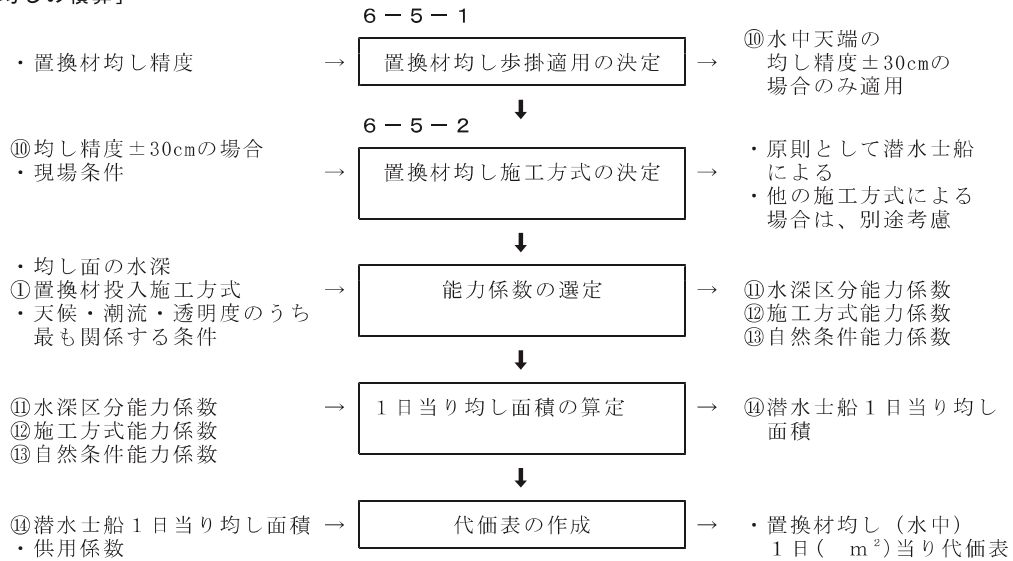 均しの積算］
６－５－１
・置換材均し精度 → 置換材均し歩掛適用の決定 → ⑩水中天端の
均し精度±30cmの
場合のみ適用
⬇
６－５－２
⑩均し精度±30cmの場合
・現場条件 → 置換材均し施工方式の決定 → ・原則として潜水士船
による
・他の施工方式による
場合は、別途考慮
⬇
・均し面の水深
①置換材投入施工方式 → 能力係数の選定 → ⑪水深区分能力係数
・天候・潮流・透明度のうち ⑫施工方式能力係数
最も関係する条件 ⑬自然条件能力係数
⬇
⑪水深区分能力係数 → １日当り均し面積の算定 → ⑭潜水士船１日当り均し
⑫施工方式能力係数 面積
⑬自然条件能力係数
⬇
⑭潜水士船１日当り均し面積 → 代価表の作成 → ・置換材均し（水中）
・供用係数 １日(　ｍ²)当り代価表